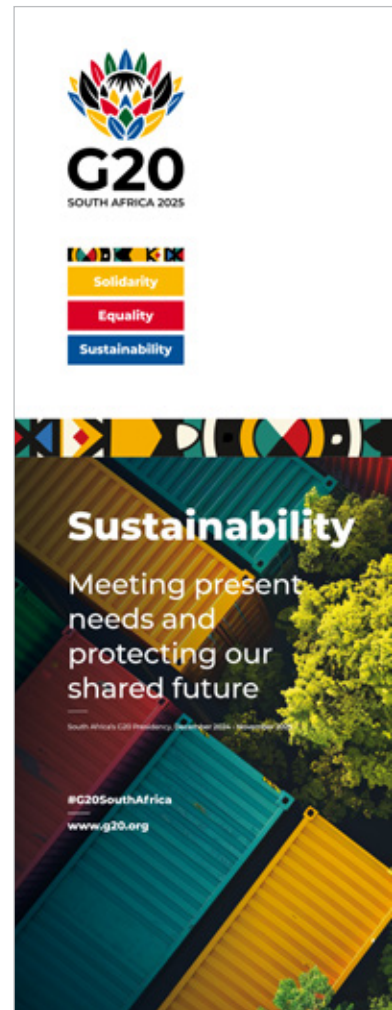 G20
SOUTH AFRICA 2025
Solidarity
Equality
Sustainability
Sustainability
Meeting present
needs and
protecting our
shared future
South Africa's G20 Presidency, December 2024 - November 2025
#G20SouthAfrica
www.g20.org